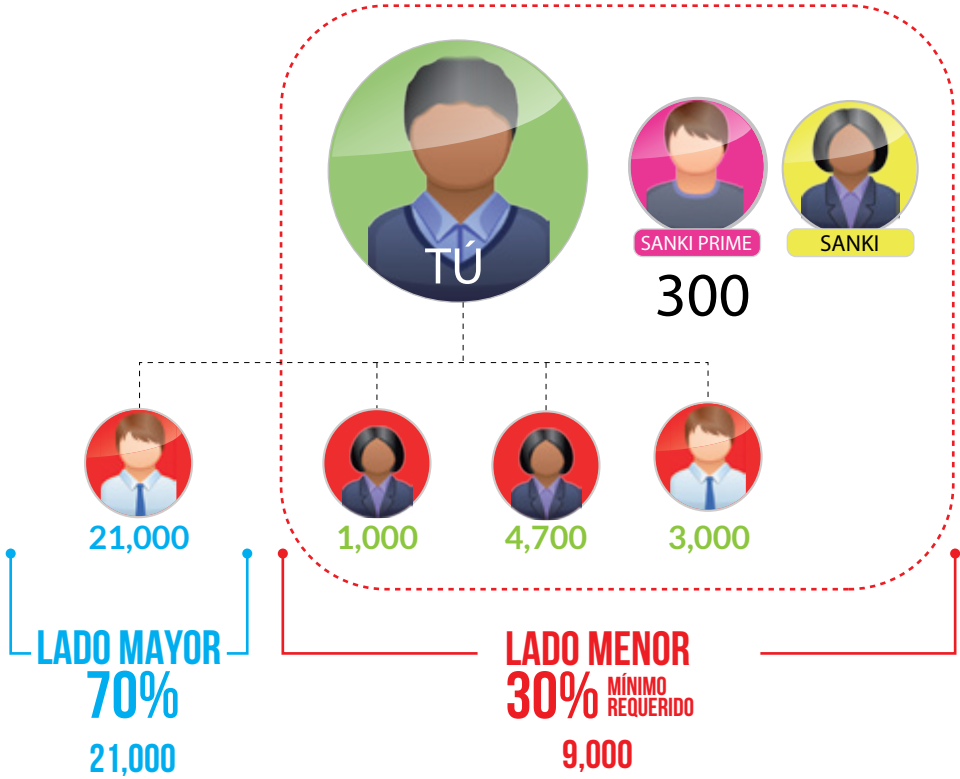 TÚ
SANKI PRIME
SANKI
300
21,000
1,000
4,700
3,000
LADO MAYOR
70%
21,000
LADO MENOR
30% MÍNIMO
REQUERIDO
9,000